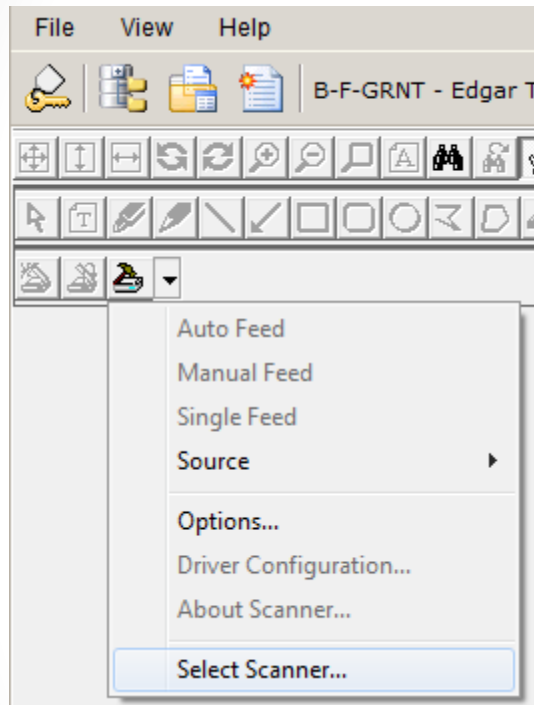 File View Help
B-F-GRNT - Edgar T
Auto Feed
Manual Feed
Single Feed
Source
Options...
Driver Configuration...
About Scanner...
Select Scanner...